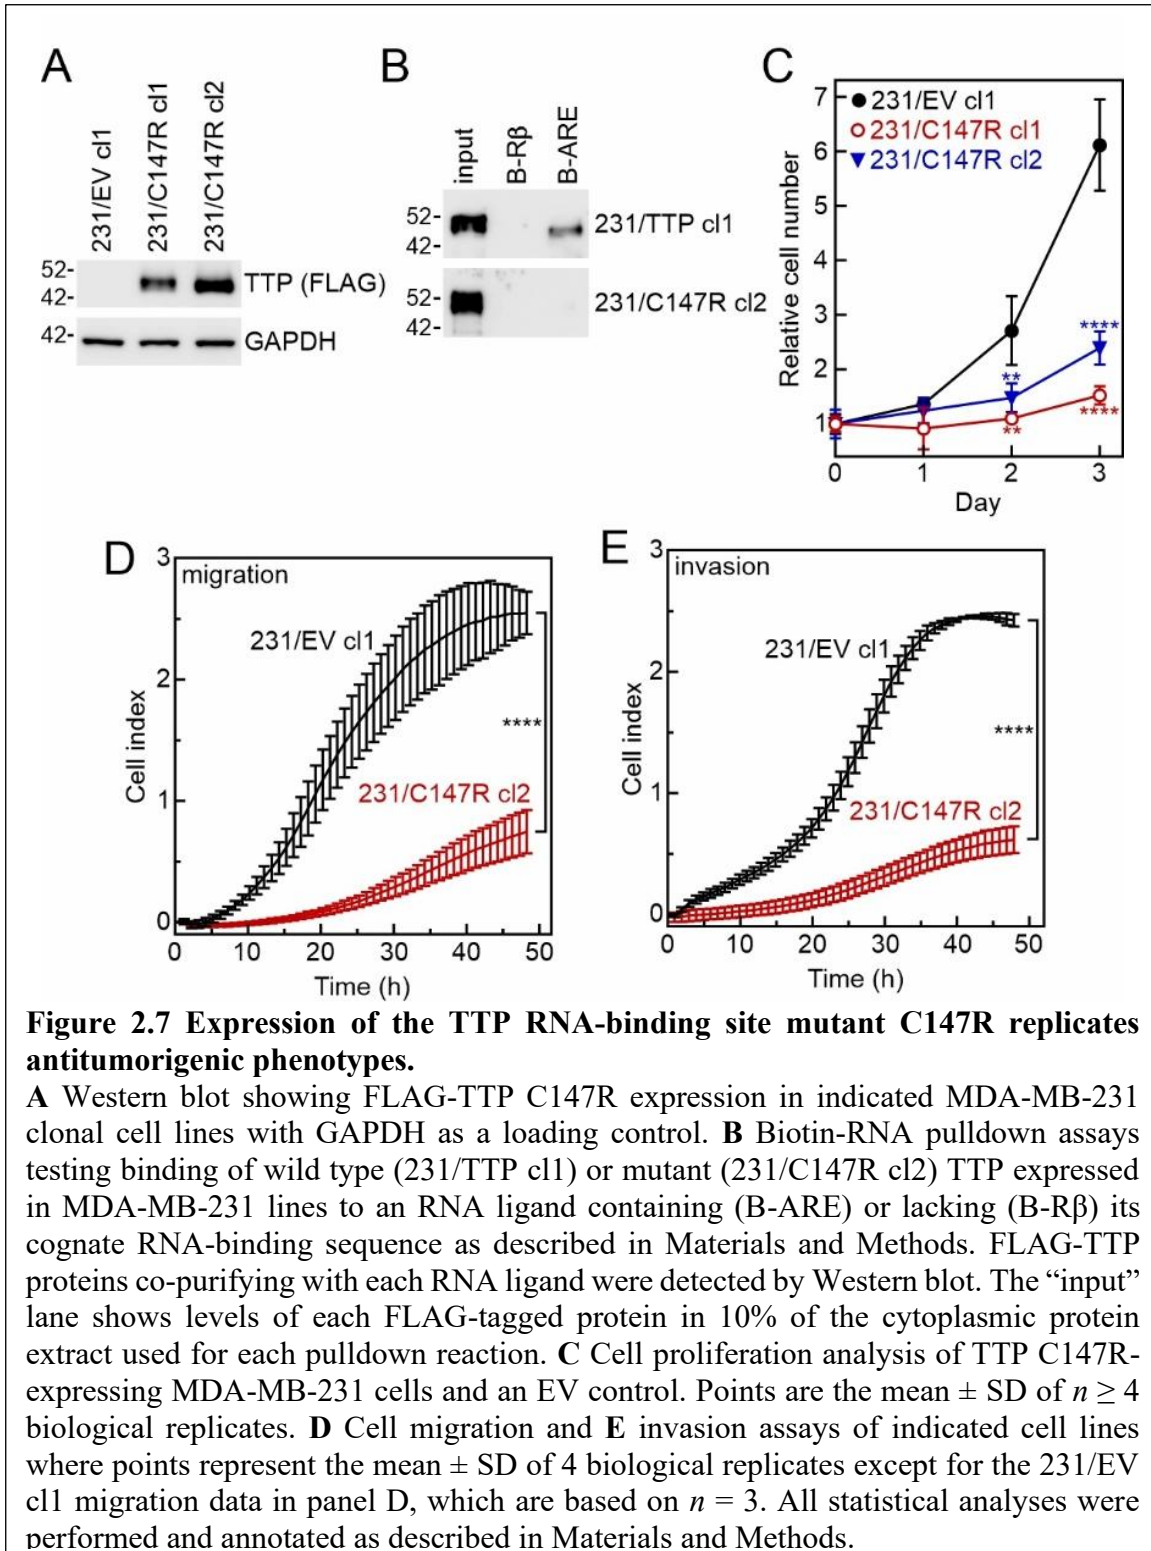 A
231/EV cl1
231/C147R cl1
231/C147R cl2
52-
42-
TTP (FLAG)
42-
GAPDH
B
input
B-Rβ
B-ARE
52-
42-
231/TTP cl1
52-
42-
231/C147R cl2
C
7
6
5
4
3
2
1
Relative cell number
231/EV cl1
231/C147R cl1
231/C147R cl2
**
**
****
****
0 1 2 3
Day
D
3
2
1
0
Cell index
migration
231/EV cl1
231/C147R cl2
****
0 10 20 30 40 50
Time (h)
E
3
2
1
0
Cell index
invasion
231/EV cl1
231/C147R cl2
****
0 10 20 30 40 50
Time (h)
Figure 2.7 Expression of the TTP RNA-binding site mutant C147R replicates
antitumorigenic phenotypes.
A Western blot showing FLAG-TTP C147R expression in indicated MDA-MB-231
clonal cell lines with GAPDH as a loading control. B Biotin-RNA pulldown assays
testing binding of wild type (231/TTP cl1) or mutant (231/C147R cl2) TTP expressed
in MDA-MB-231 lines to an RNA ligand containing (B-ARE) or lacking (B-Rβ) its
cognate RNA-binding sequence as described in Materials and Methods. FLAG-TTP
proteins co-purifying with each RNA ligand were detected by Western blot. The “input”
lane shows levels of each FLAG-tagged protein in 10% of the cytoplasmic protein
extract used for each pulldown reaction. C Cell proliferation analysis of TTP C147R-
expressing MDA-MB-231 cells and an EV control. Points are the mean ± SD of n ≥ 4
biological replicates. D Cell migration and E invasion assays of indicated cell lines
where points represent the mean ± SD of 4 biological replicates except for the 231/EV
cl1 migration data in panel D, which are based on n = 3. All statistical analyses were
performed and annotated as described in Materials and Methods.